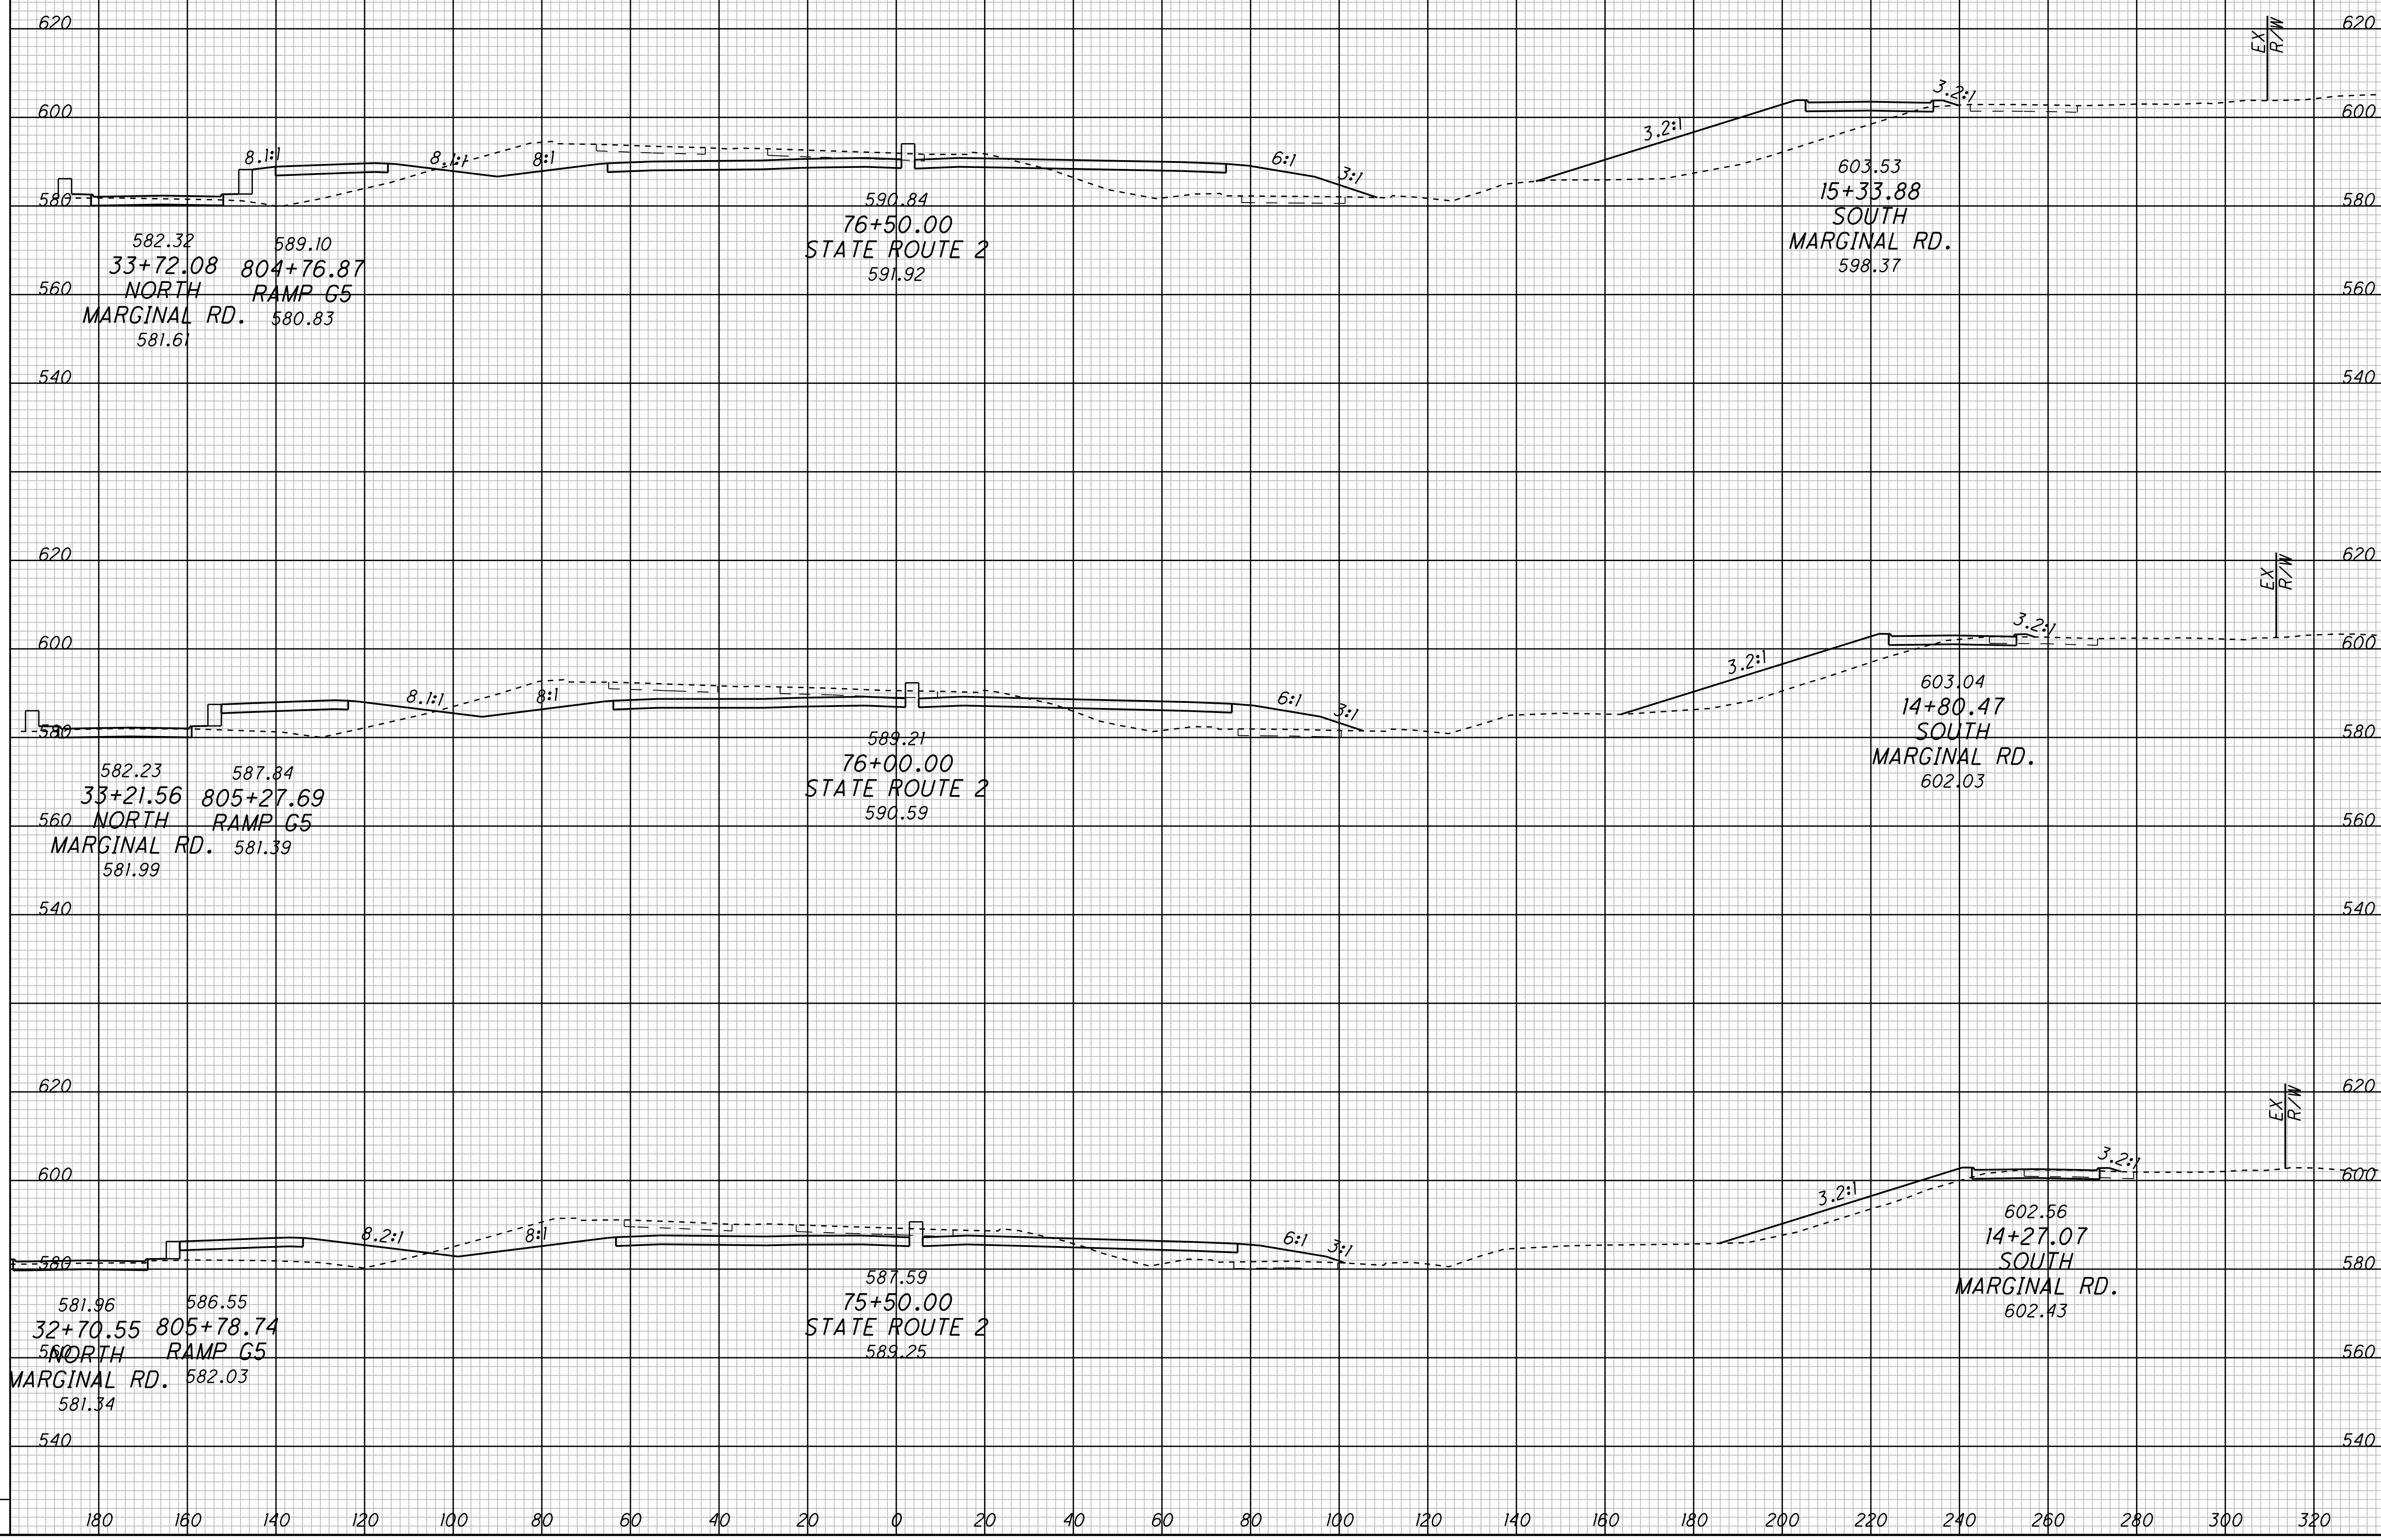 620 620
EX
R/W
600 600
3.2:1
3.2:1
8.1:1 8.1:1 8:1 6:1 3:1
580 580
603.53
15+33.88
SOUTH
MARGINAL RD.
598.37
590.84
76+50.00
STATE ROUTE 2
591.92
582.32
33+72.08
NORTH
MARGINAL RD.
581.61
589.10
804+76.87
RAMP G5
580.83
560 560
540 540
620 620
EX
R/W
600 600
3.2:1
3.2:1
8.1:1 8:1 6:1 3:1
580 580
603.04
14+80.47
SOUTH
MARGINAL RD.
602.03
589.21
76+00.00
STATE ROUTE 2
590.59
582.23
33+21.56
NORTH
MARGINAL RD.
581.99
587.84
805+27.69
RAMP G5
581.39
560 560
540 540
620 620
EX
R/W
600 600
3.2:1
3.2:1
8.2:1 8:1 6:1 3:1
580 580
602.56
14+27.07
SOUTH
MARGINAL RD.
602.43
587.59
75+50.00
STATE ROUTE 2
589.25
581.96
32+70.55
NORTH
MARGINAL RD.
581.34
586.55
805+78.74
RAMP G5
582.03
560 560
540 540
180 160 140 120 100 80 60 40 20 0 20 40 60 80 100 120 140 160 180 200 220 240 260 280 300 320